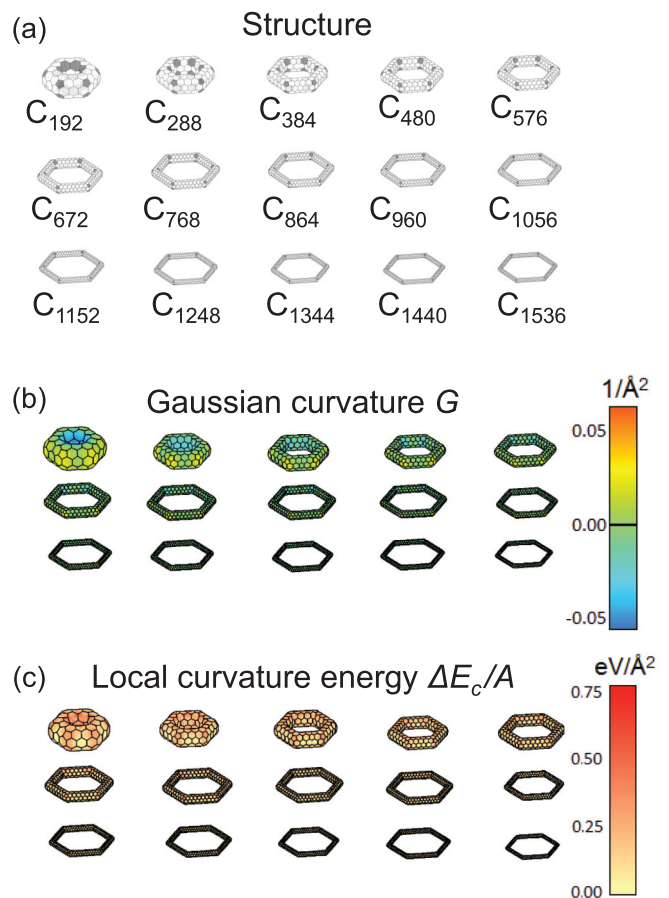 (a) Structure
C192 C288 C384 C480 C576
C672 C768 C864 C960 C1056
C1152 C1248 C1344 C1440 C1536
(b) Gaussian curvature G
1/Å²
0.05
0.00
-0.05
(c) Local curvature energy ΔEc/A
eV/Å²
0.75
0.50
0.25
0.00